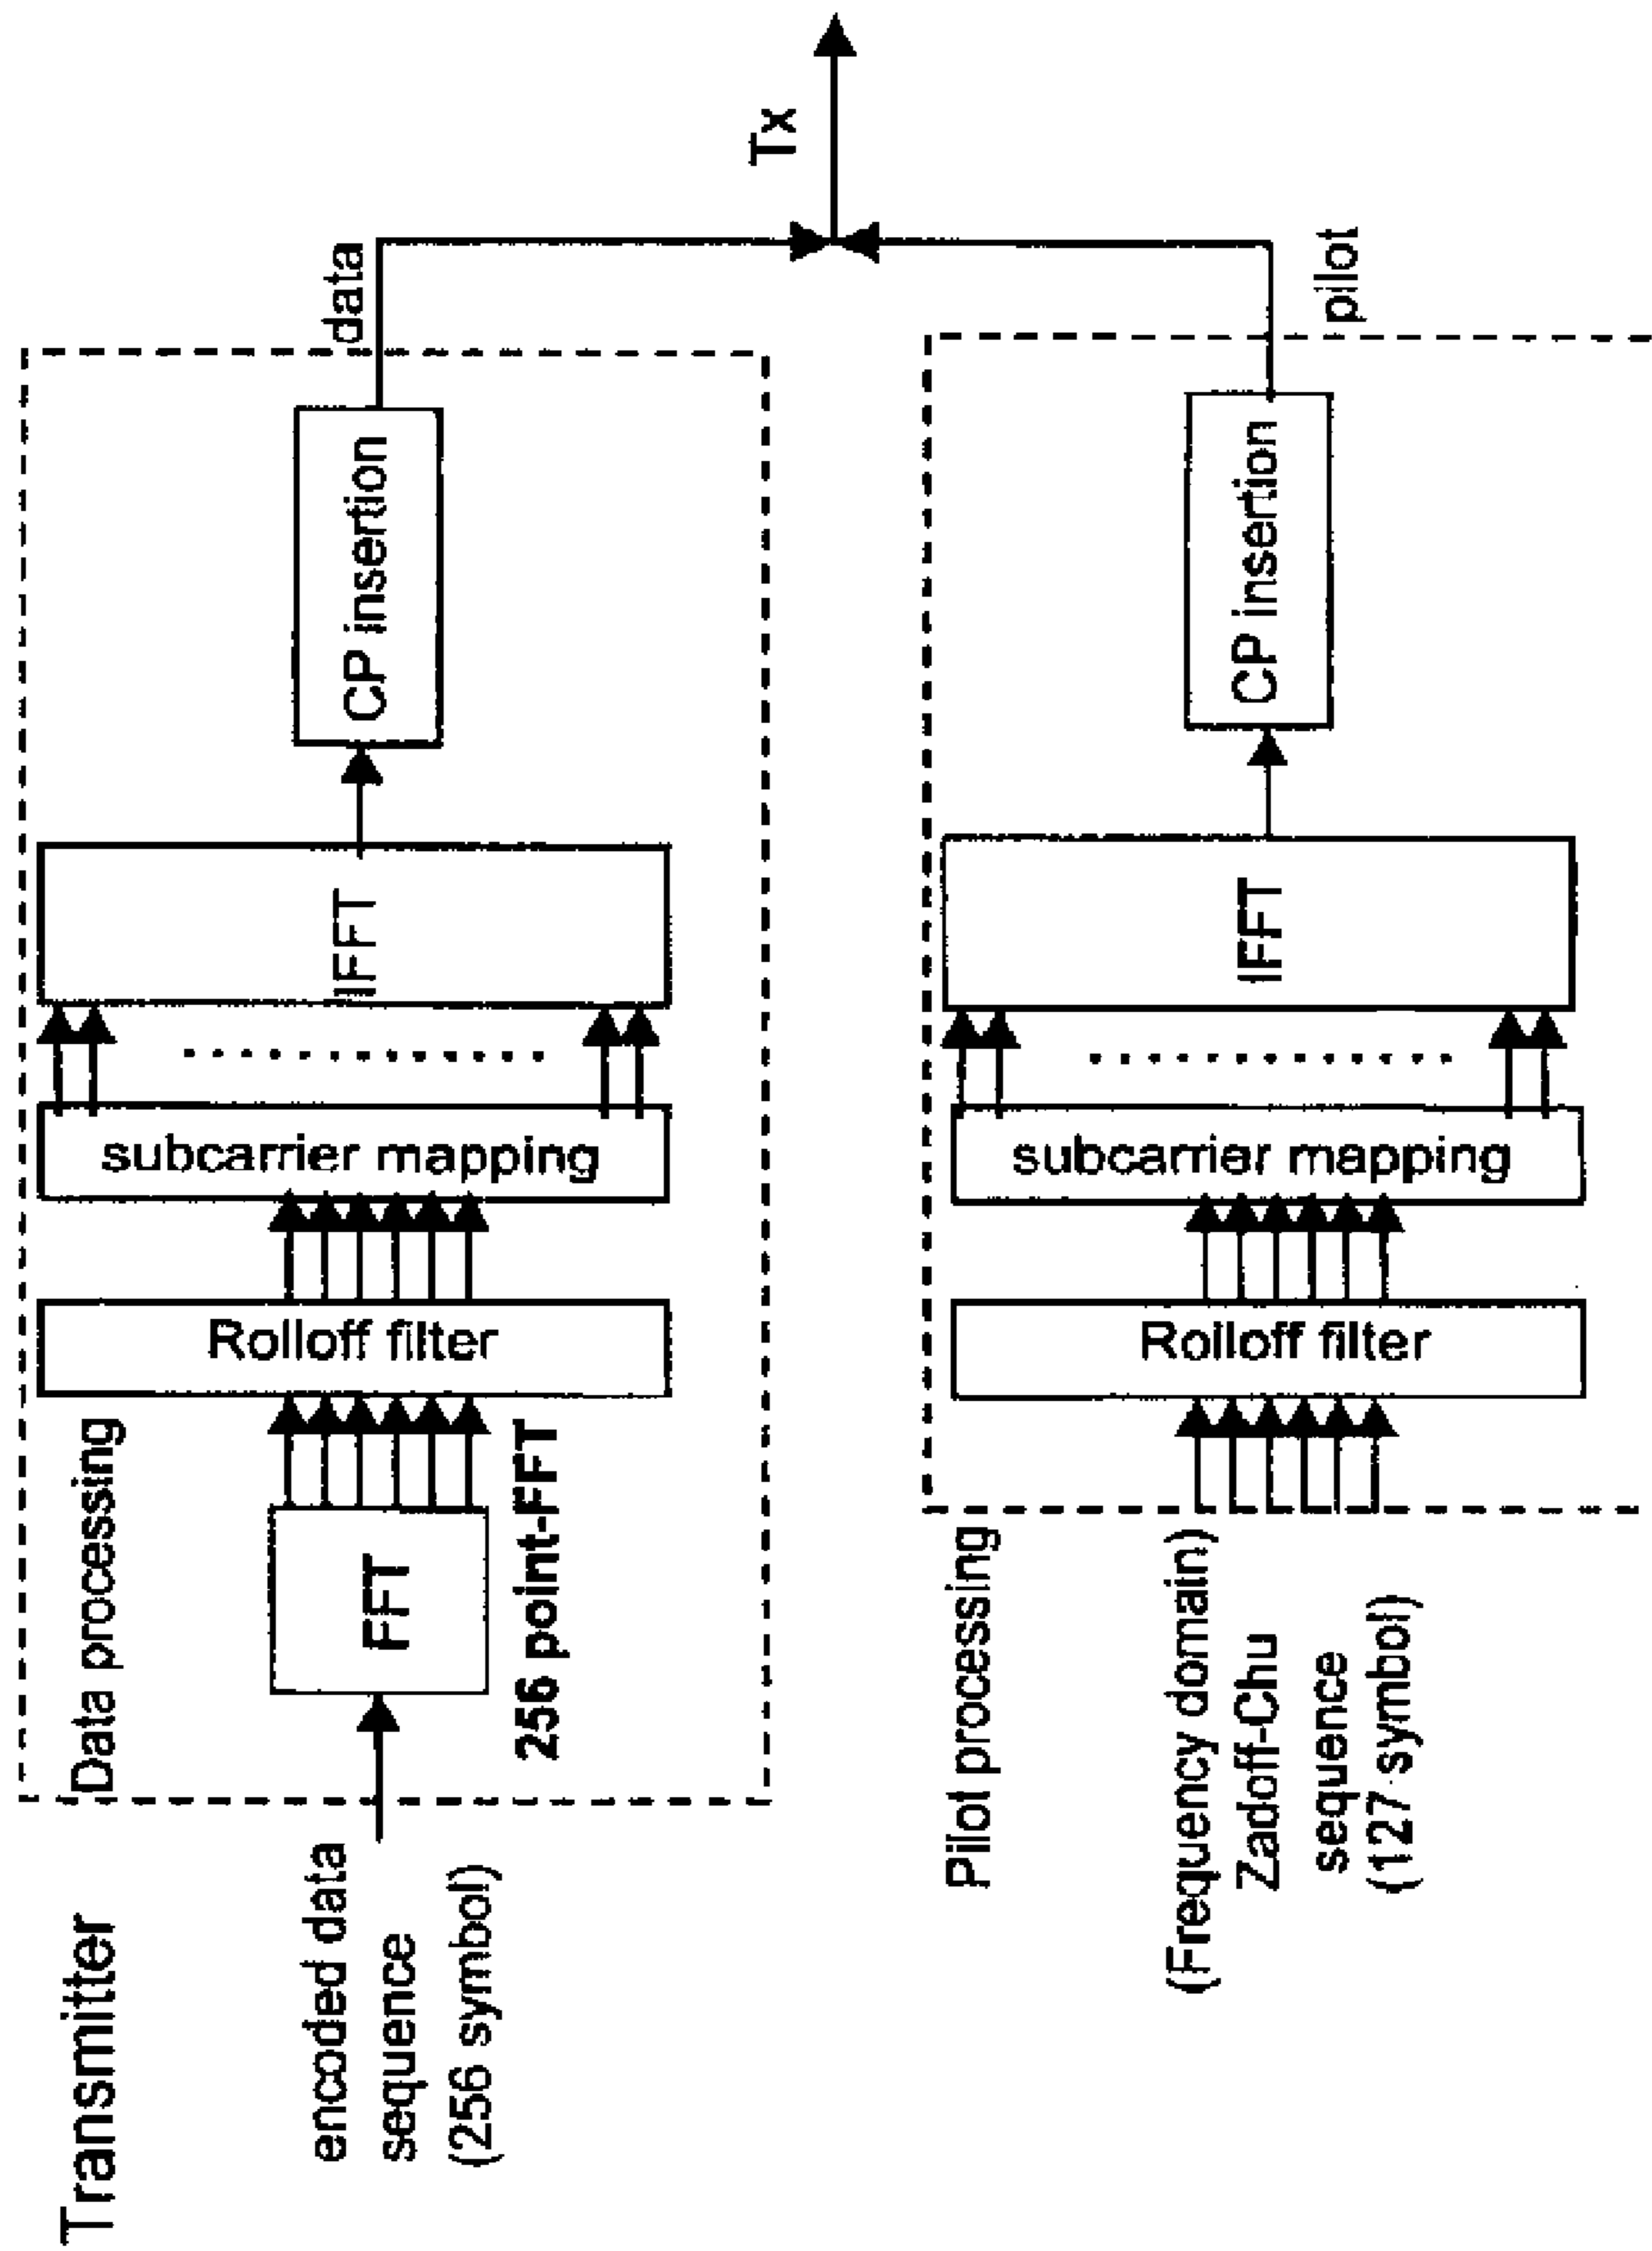 Transmitter
Data processing
encoded data
sequence
(256 symbol)
FFT
256 point-FFT
Rolloff filter
subcarrier mapping
IFFT
CP insertion
data
Tx
Pilot processing
(Frequency domain)
Zadoff-Chu
sequence
(127 symbol)
Rolloff filter
subcarrier mapping
IFFT
CP insertion
pilot